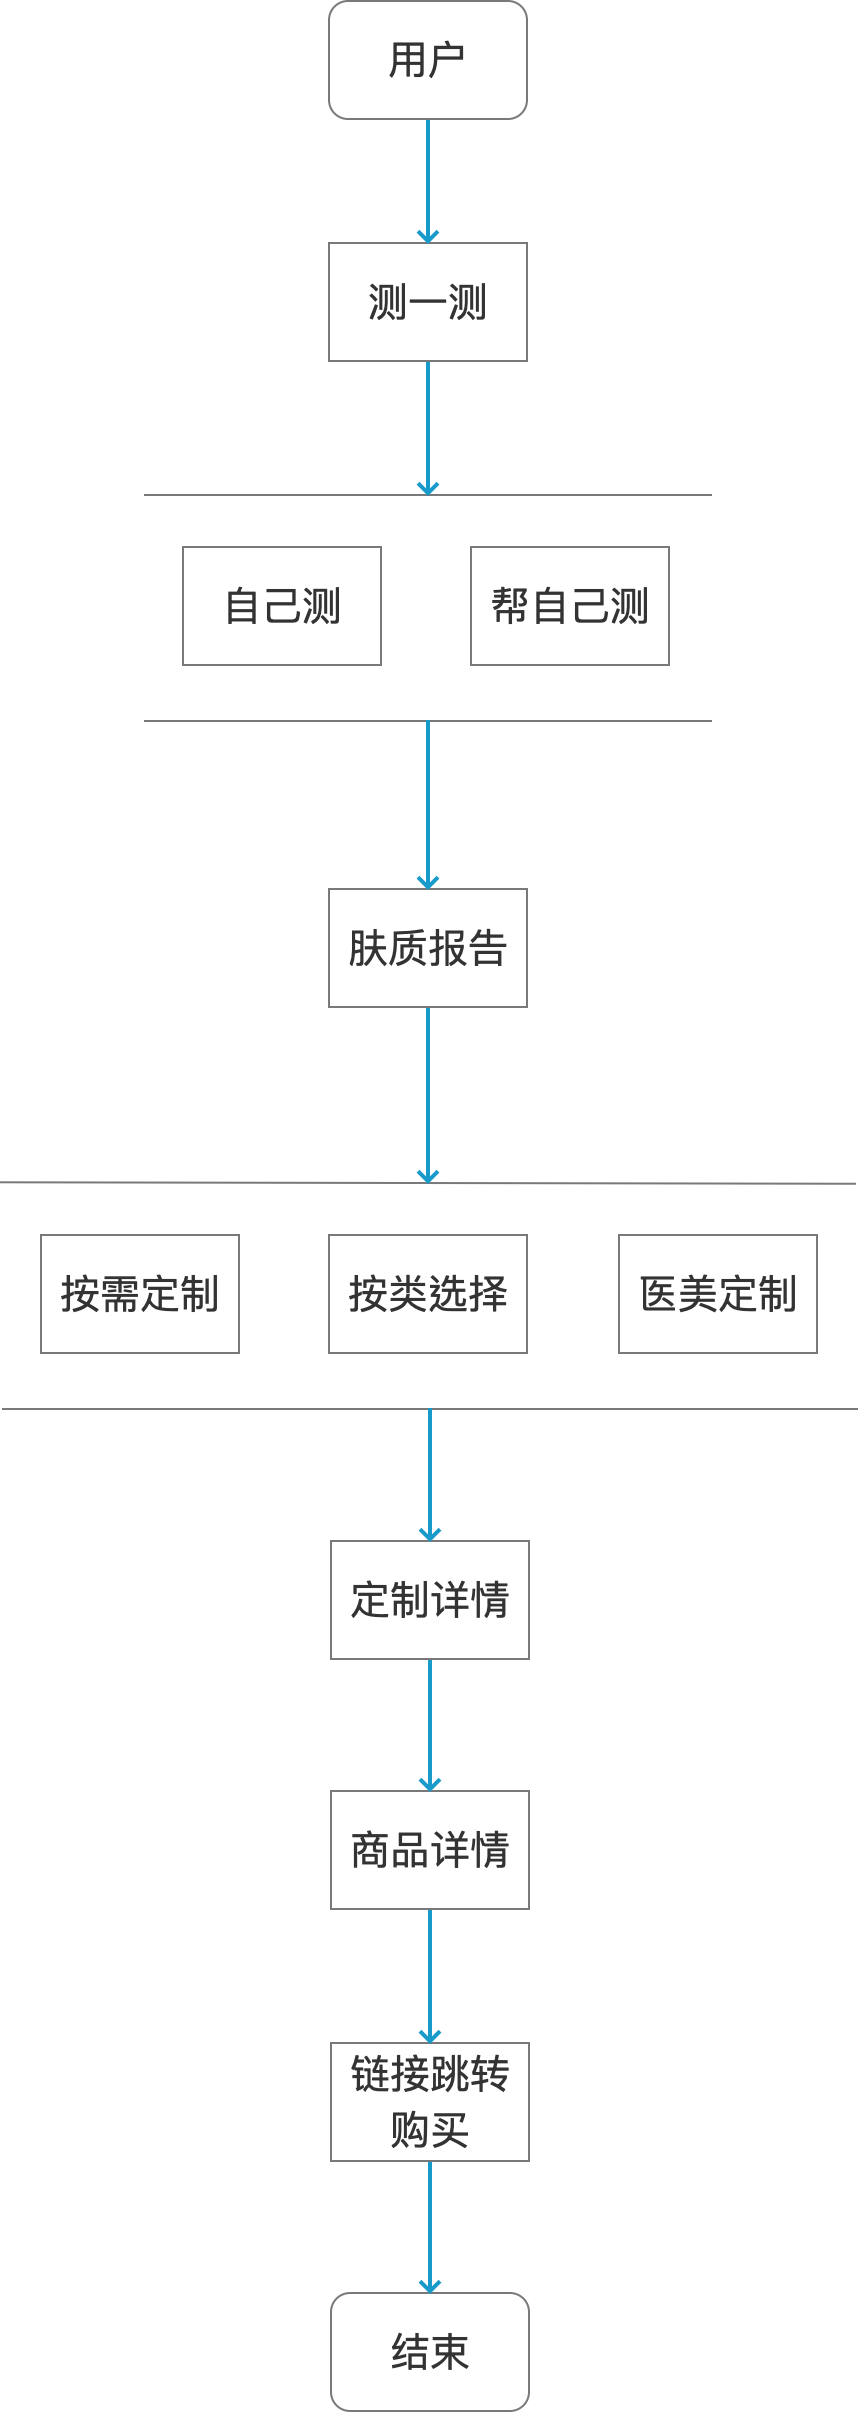 用户
测一测
自己测
帮自己测
肤质报告
按需定制
按类选择
医美定制
定制详情
商品详情
链接跳转
购买
结束